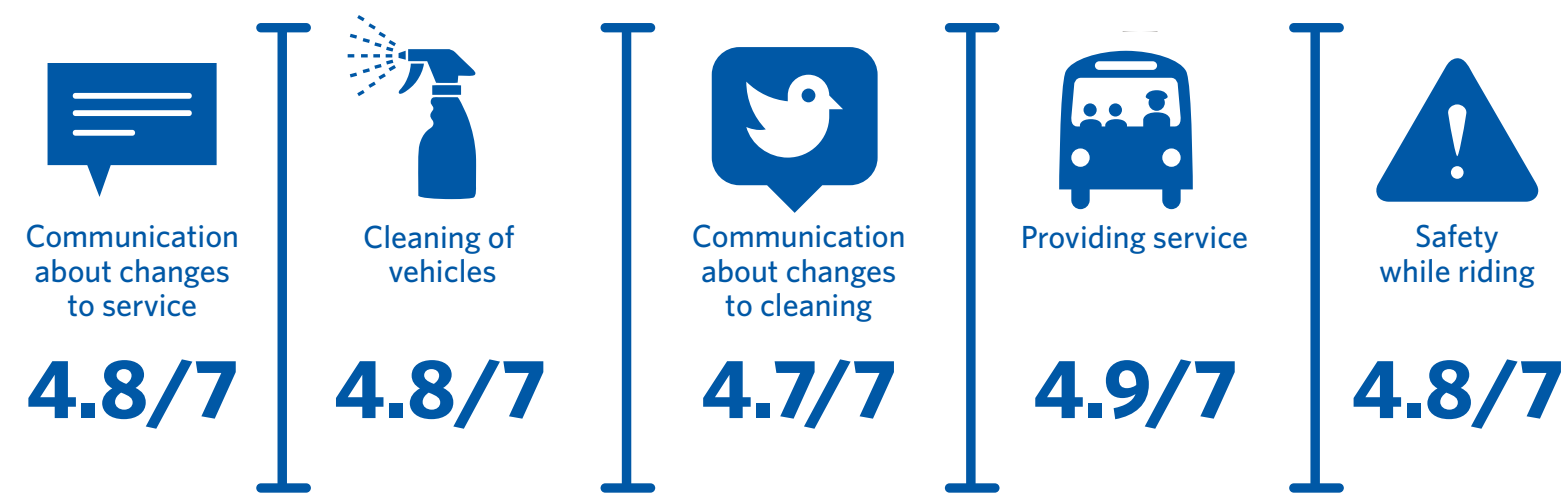 Communication
about changes
to service
4.8/7
Cleaning of
vehicles
4.8/7
Communication
about changes
to cleaning
4.7/7
Providing service
4.9/7
Safety
while riding
4.8/7